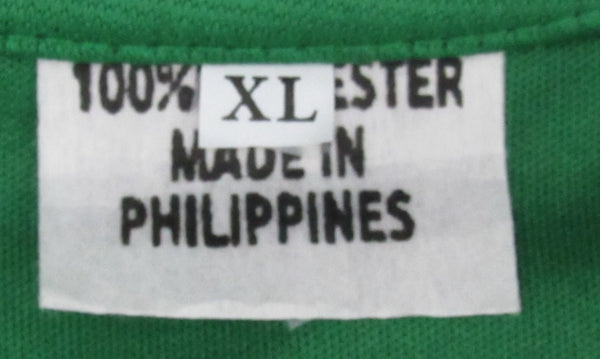 100% ESTER
XL
MADE IN
PHILIPPINES